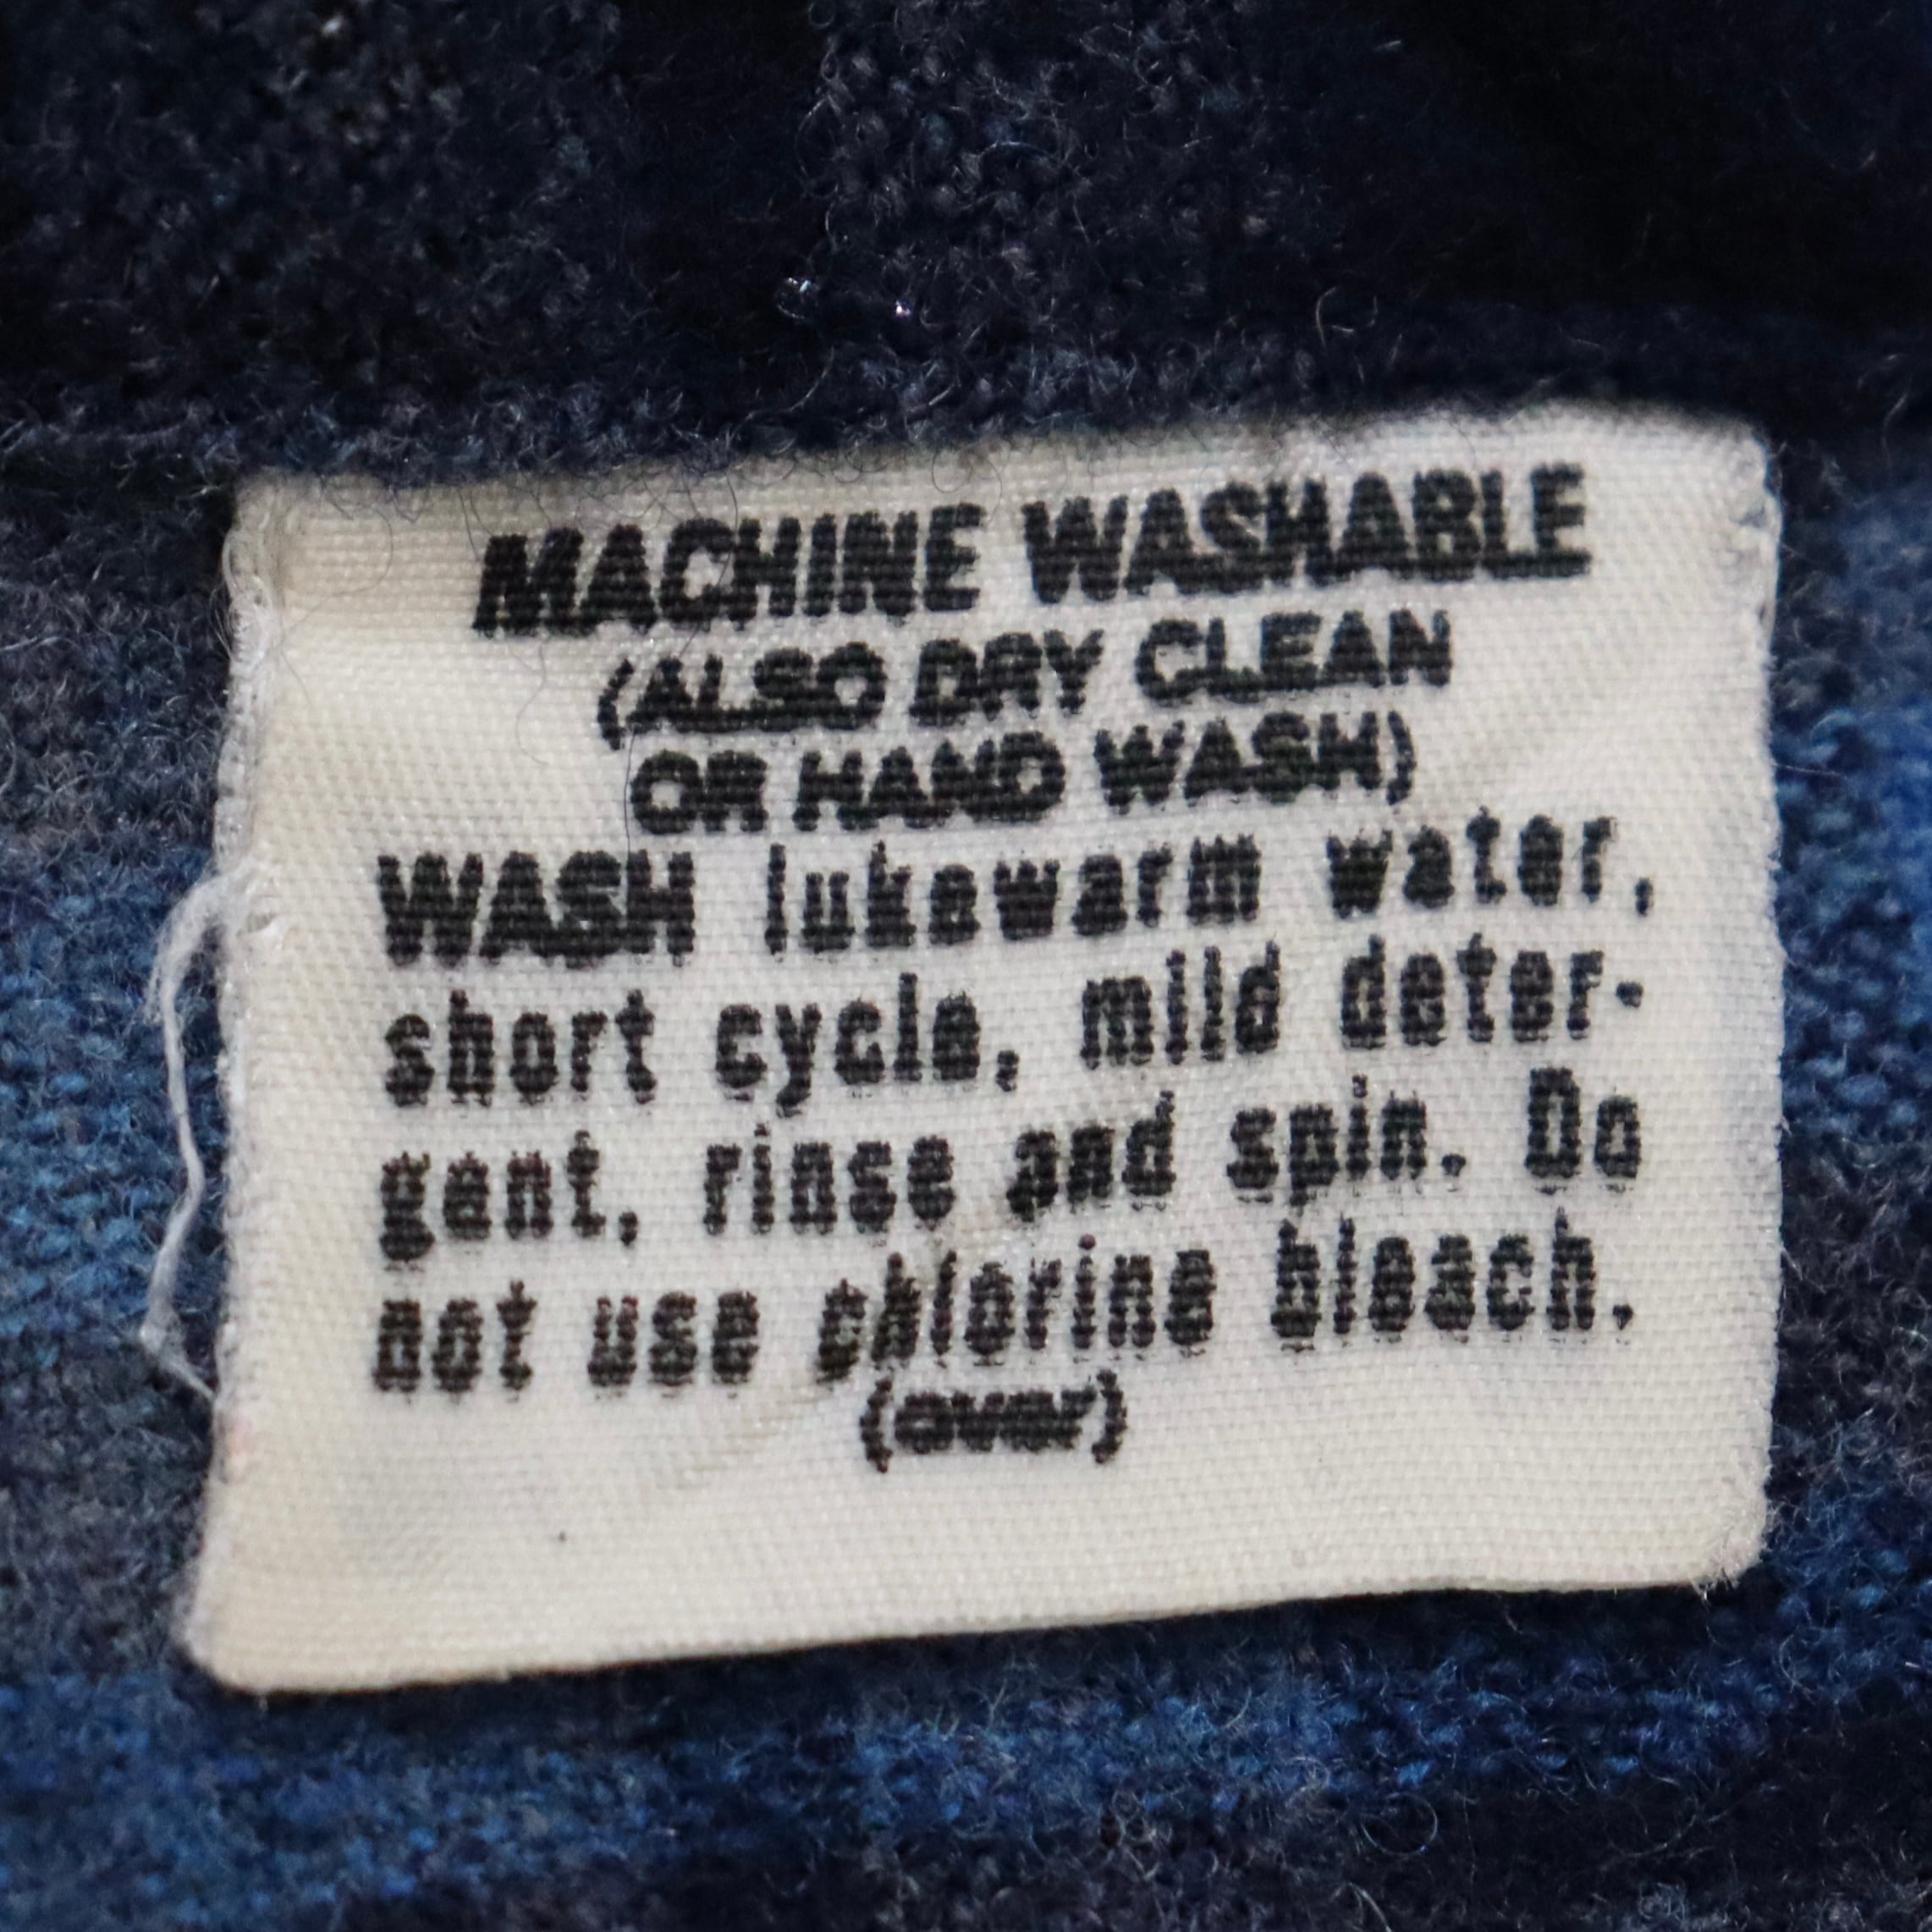 MACHINE WASHABLE
(ALSO DRY CLEAN
OR HAND WASH)
WASH lukewarm water,
short cycle, mild deter-
gent, rinse and spin. Do
not use chlorine bleach.
(over)